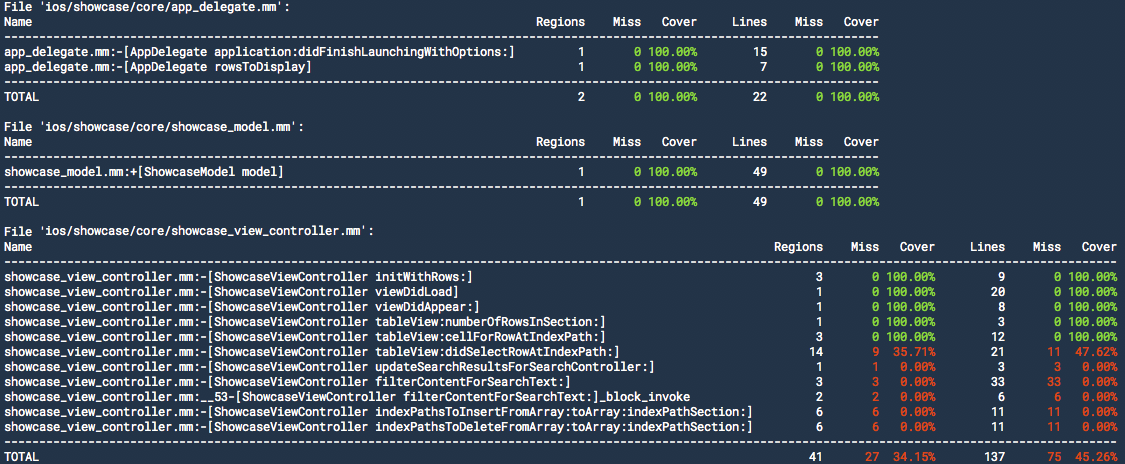 File 'ios/showcase/core/app_delegate.mm':
Name Regions Miss Cover Lines Miss Cover
app_delegate.mm:-[AppDelegate application:didFinishLaunchingWithOptions:] 1 0 100.00% 15 0 100.00%
app_delegate.mm:-[AppDelegate rowsToDisplay] 1 0 100.00% 7 0 100.00%
TOTAL 2 0 100.00% 22 0 100.00%
File 'ios/showcase/core/showcase_model.mm':
Name Regions Miss Cover Lines Miss Cover
showcase_model.mm:+[ShowcaseModel model] 1 0 100.00% 49 0 100.00%
TOTAL 1 0 100.00% 49 0 100.00%
File 'ios/showcase/core/showcase_view_controller.mm':
Name Regions Miss Cover Lines Miss Cover
showcase_view_controller.mm:-[ShowcaseViewController initWithRows:] 3 0 100.00% 9 0 100.00%
showcase_view_controller.mm:-[ShowcaseViewController viewDidLoad] 1 0 100.00% 20 0 100.00%
showcase_view_controller.mm:-[ShowcaseViewController viewDidAppear:] 1 0 100.00% 8 0 100.00%
showcase_view_controller.mm:-[ShowcaseViewController tableView:numberOfRowsInSection:] 1 0 100.00% 3 0 100.00%
showcase_view_controller.mm:-[ShowcaseViewController tableView:cellForRowAtIndexPath:] 3 0 100.00% 12 0 100.00%
showcase_view_controller.mm:-[ShowcaseViewController tableView:didSelectRowAtIndexPath:] 14 9 35.71% 21 11 47.62%
showcase_view_controller.mm:-[ShowcaseViewController updateSearchResultsForSearchController:] 1 1 0.00% 3 3 0.00%
showcase_view_controller.mm:-[ShowcaseViewController filterContentForSearchText:] 3 3 0.00% 33 33 0.00%
showcase_view_controller.mm:__53-[ShowcaseViewController filterContentForSearchText:]_block_invoke 2 2 0.00% 6 6 0.00%
showcase_view_controller.mm:-[ShowcaseViewController indexPathsToInsertFromArray:toArray:indexPathSection:] 6 6 0.00% 11 11 0.00%
showcase_view_controller.mm:-[ShowcaseViewController indexPathsToDeleteFromArray:toArray:indexPathSection:] 6 6 0.00% 11 11 0.00%
TOTAL 41 27 34.15% 137 75 45.26%